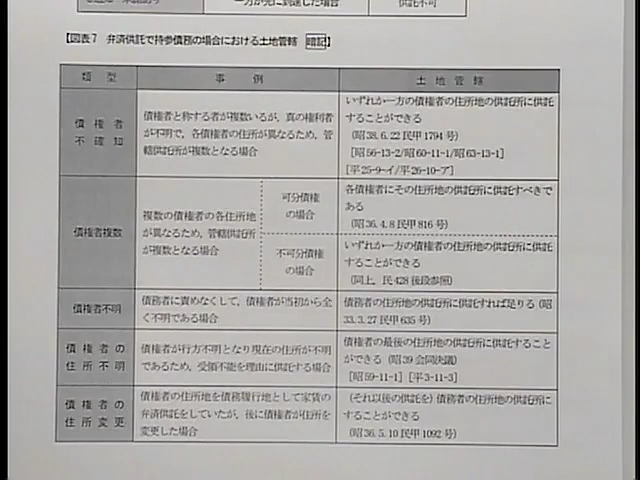 一方が先に到達した場合
供託不可
【図表7　弁済供託で持参債務の場合における土地管轄　暗記】
類型
事例
土地管轄
債権者
不確知
債権者と称する者が複数いるが，真の権利者
が不明で，各債権者の住所が異なるため，管
轄供託所が複数となる場合
いずれか一方の債権者の住所地の供託所に供託
することができる
（昭38.6.22民甲1794号）
［昭56-13-2/昭60-11-1/昭63-13-1］
［平25-9-イ/平26-10-ア］
債権者複数
複数の債権者の各住所地
が異なるため，管轄供託所
が複数となる場合
可分債権
の場合
各債権者にその住所地の供託所に供託すべきで
ある
（昭36.4.8民甲816号）
不可分債権
の場合
いずれか一方の債権者の住所地の供託所に供託
することができる
（同上，民428後段参照）
債権者不明
債務者に責めなくして，債権者が当初から全
く不明である場合
債務者の住所地の供託所に供託すれば足りる（昭
33.3.27民甲635号）
債権者の
住所不明
債権者が行方不明となり現在の住所が不明
であるため，受領不能を理由に供託する場合
債権者の最後の住所地の供託所に供託すること
ができる（昭39会同決議）
［昭59-11-1］［平3-11-3］
債権者の
住所変更
債権者の住所地を債務履行地として家賃の
弁済供託をしていたが，後に債権者が住所を
変更した場合
（それ以後の供託を）債務者の住所地の供託所に
することができる
（昭36.5.10民甲1092号）